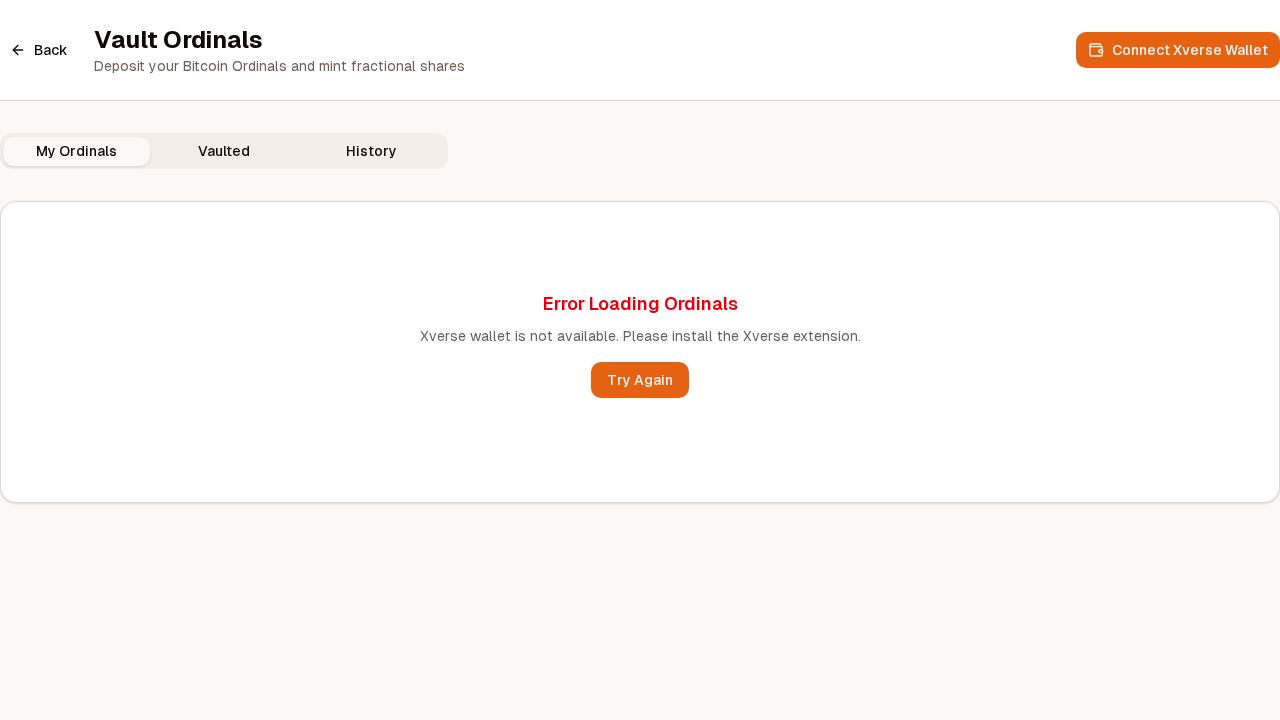 Back
Vault Ordinals
Deposit your Bitcoin Ordinals and mint fractional shares
Connect Xverse Wallet
My Ordinals
Vaulted
History
Error Loading Ordinals
Xverse wallet is not available. Please install the Xverse extension.
Try Again